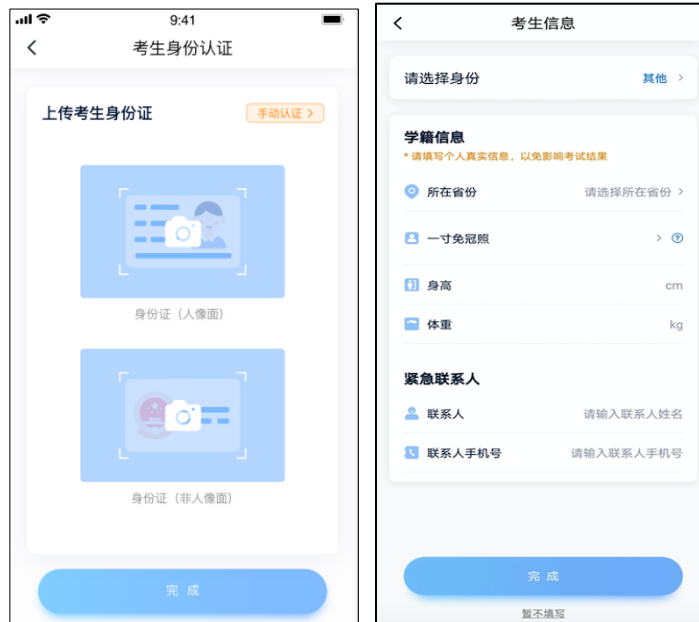 9:41
考生身份认证
上传考生身份证
手动认证 >
身份证（人像面）
身份证（非人像面）
完 成
考生信息
请选择身份
其他 >
学籍信息
* 请填写个人真实信息，以免影响考试结果
所在省份
请选择所在省份 >
一寸免冠照
> ?
身高
cm
体重
kg
紧急联系人
联系人
请输入联系人姓名
联系人手机号
请输入联系人手机号
完 成
暂不填写